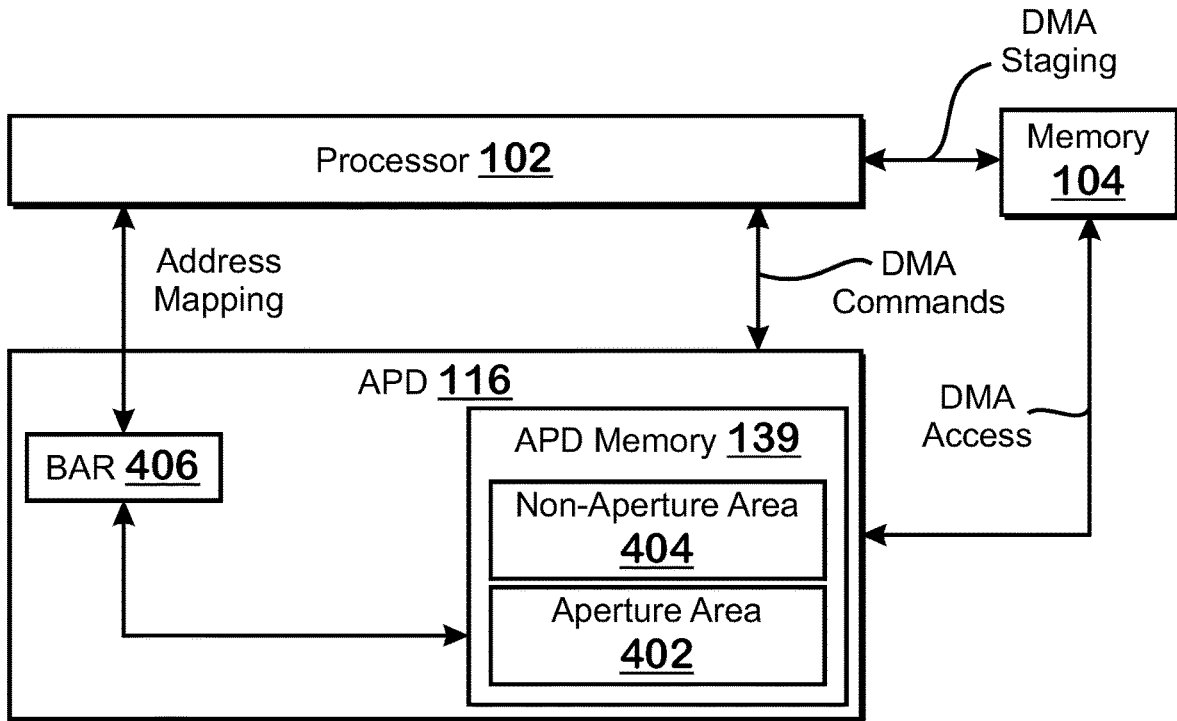 DMA
Staging
Processor 102
Memory
104
Address
Mapping
DMA
Commands
APD 116
DMA
Access
BAR 406
APD Memory 139
Non-Aperture Area
404
Aperture Area
402